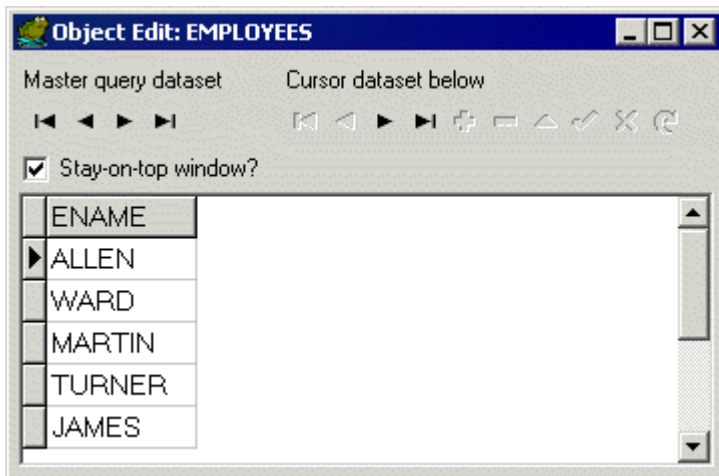 Object Edit: EMPLOYEES
Master query dataset Cursor dataset below
Stay-on-top window?
ENAME
ALLEN
WARD
MARTIN
TURNER
JAMES